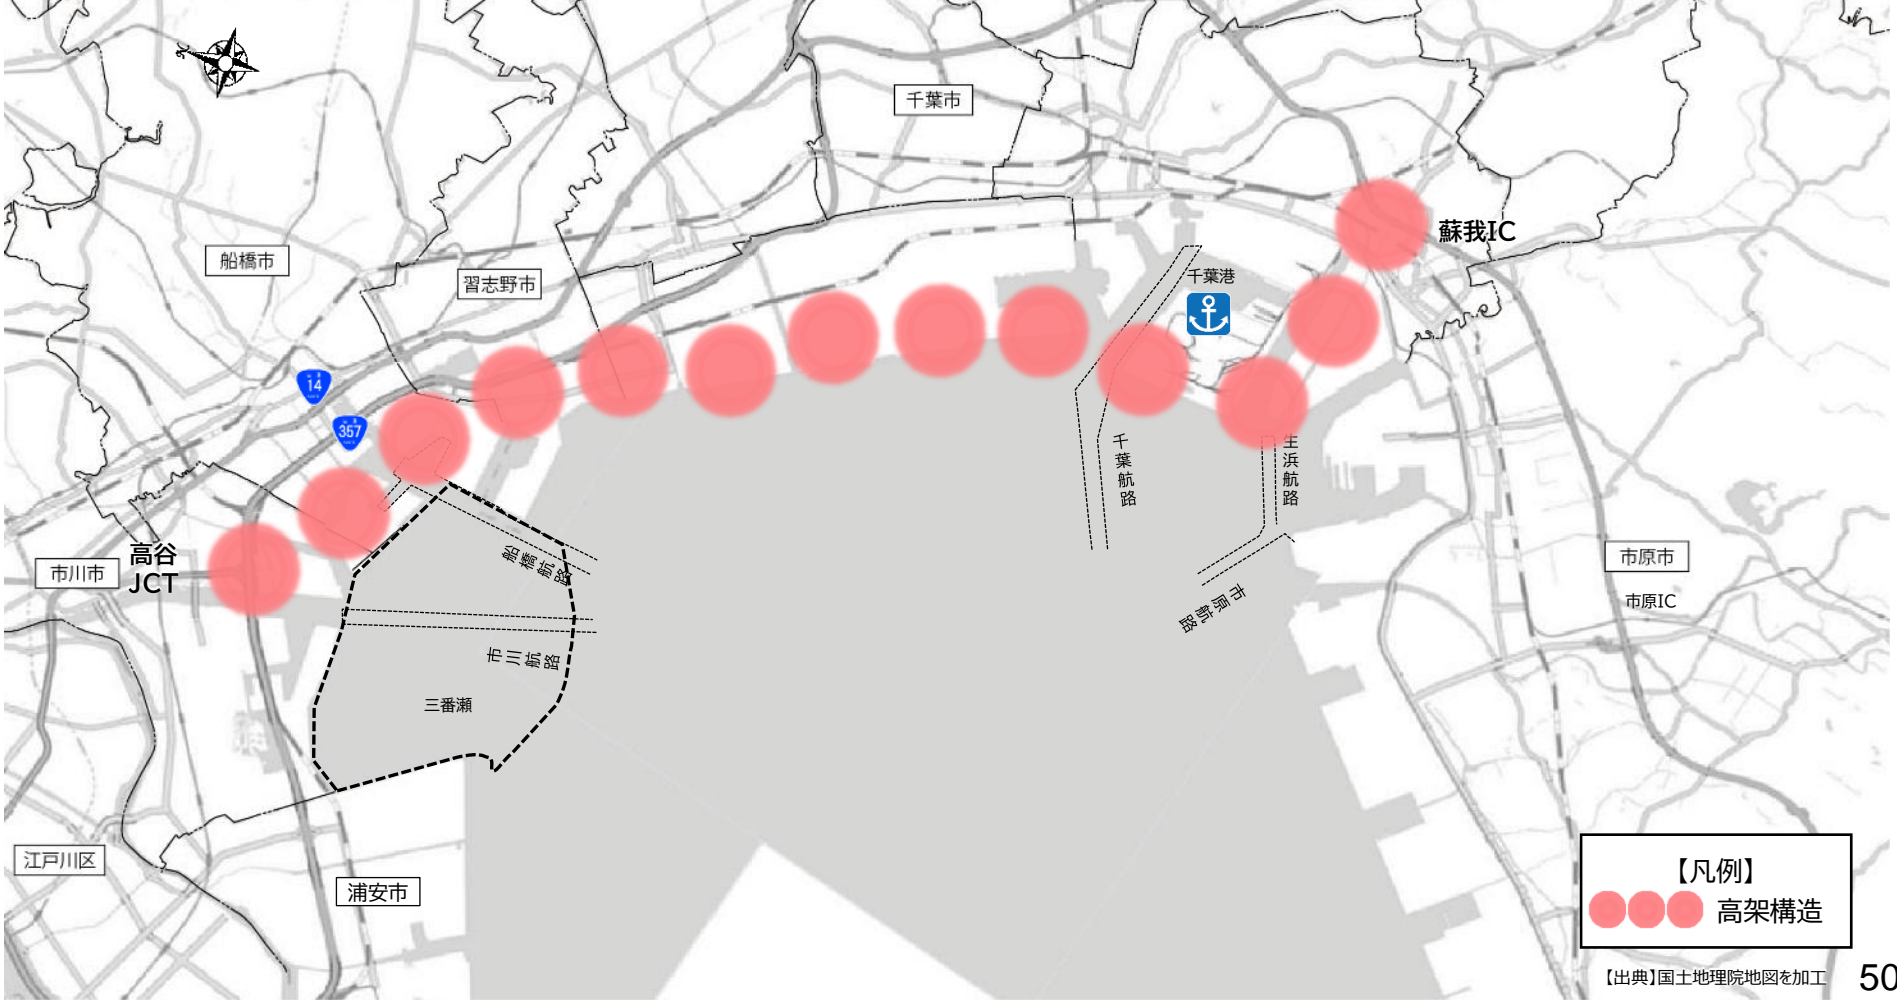 N
千葉市
船橋市
習志野市
蘇我IC
千葉港
14
357
千葉航路
生浜航路
高谷
JCT
市川市
船橋航路
市原市
市原IC
市原航路
市川航路
三番瀬
江戸川区
浦安市
【凡例】
高架構造
【出典】国土地理院地図を加工
50